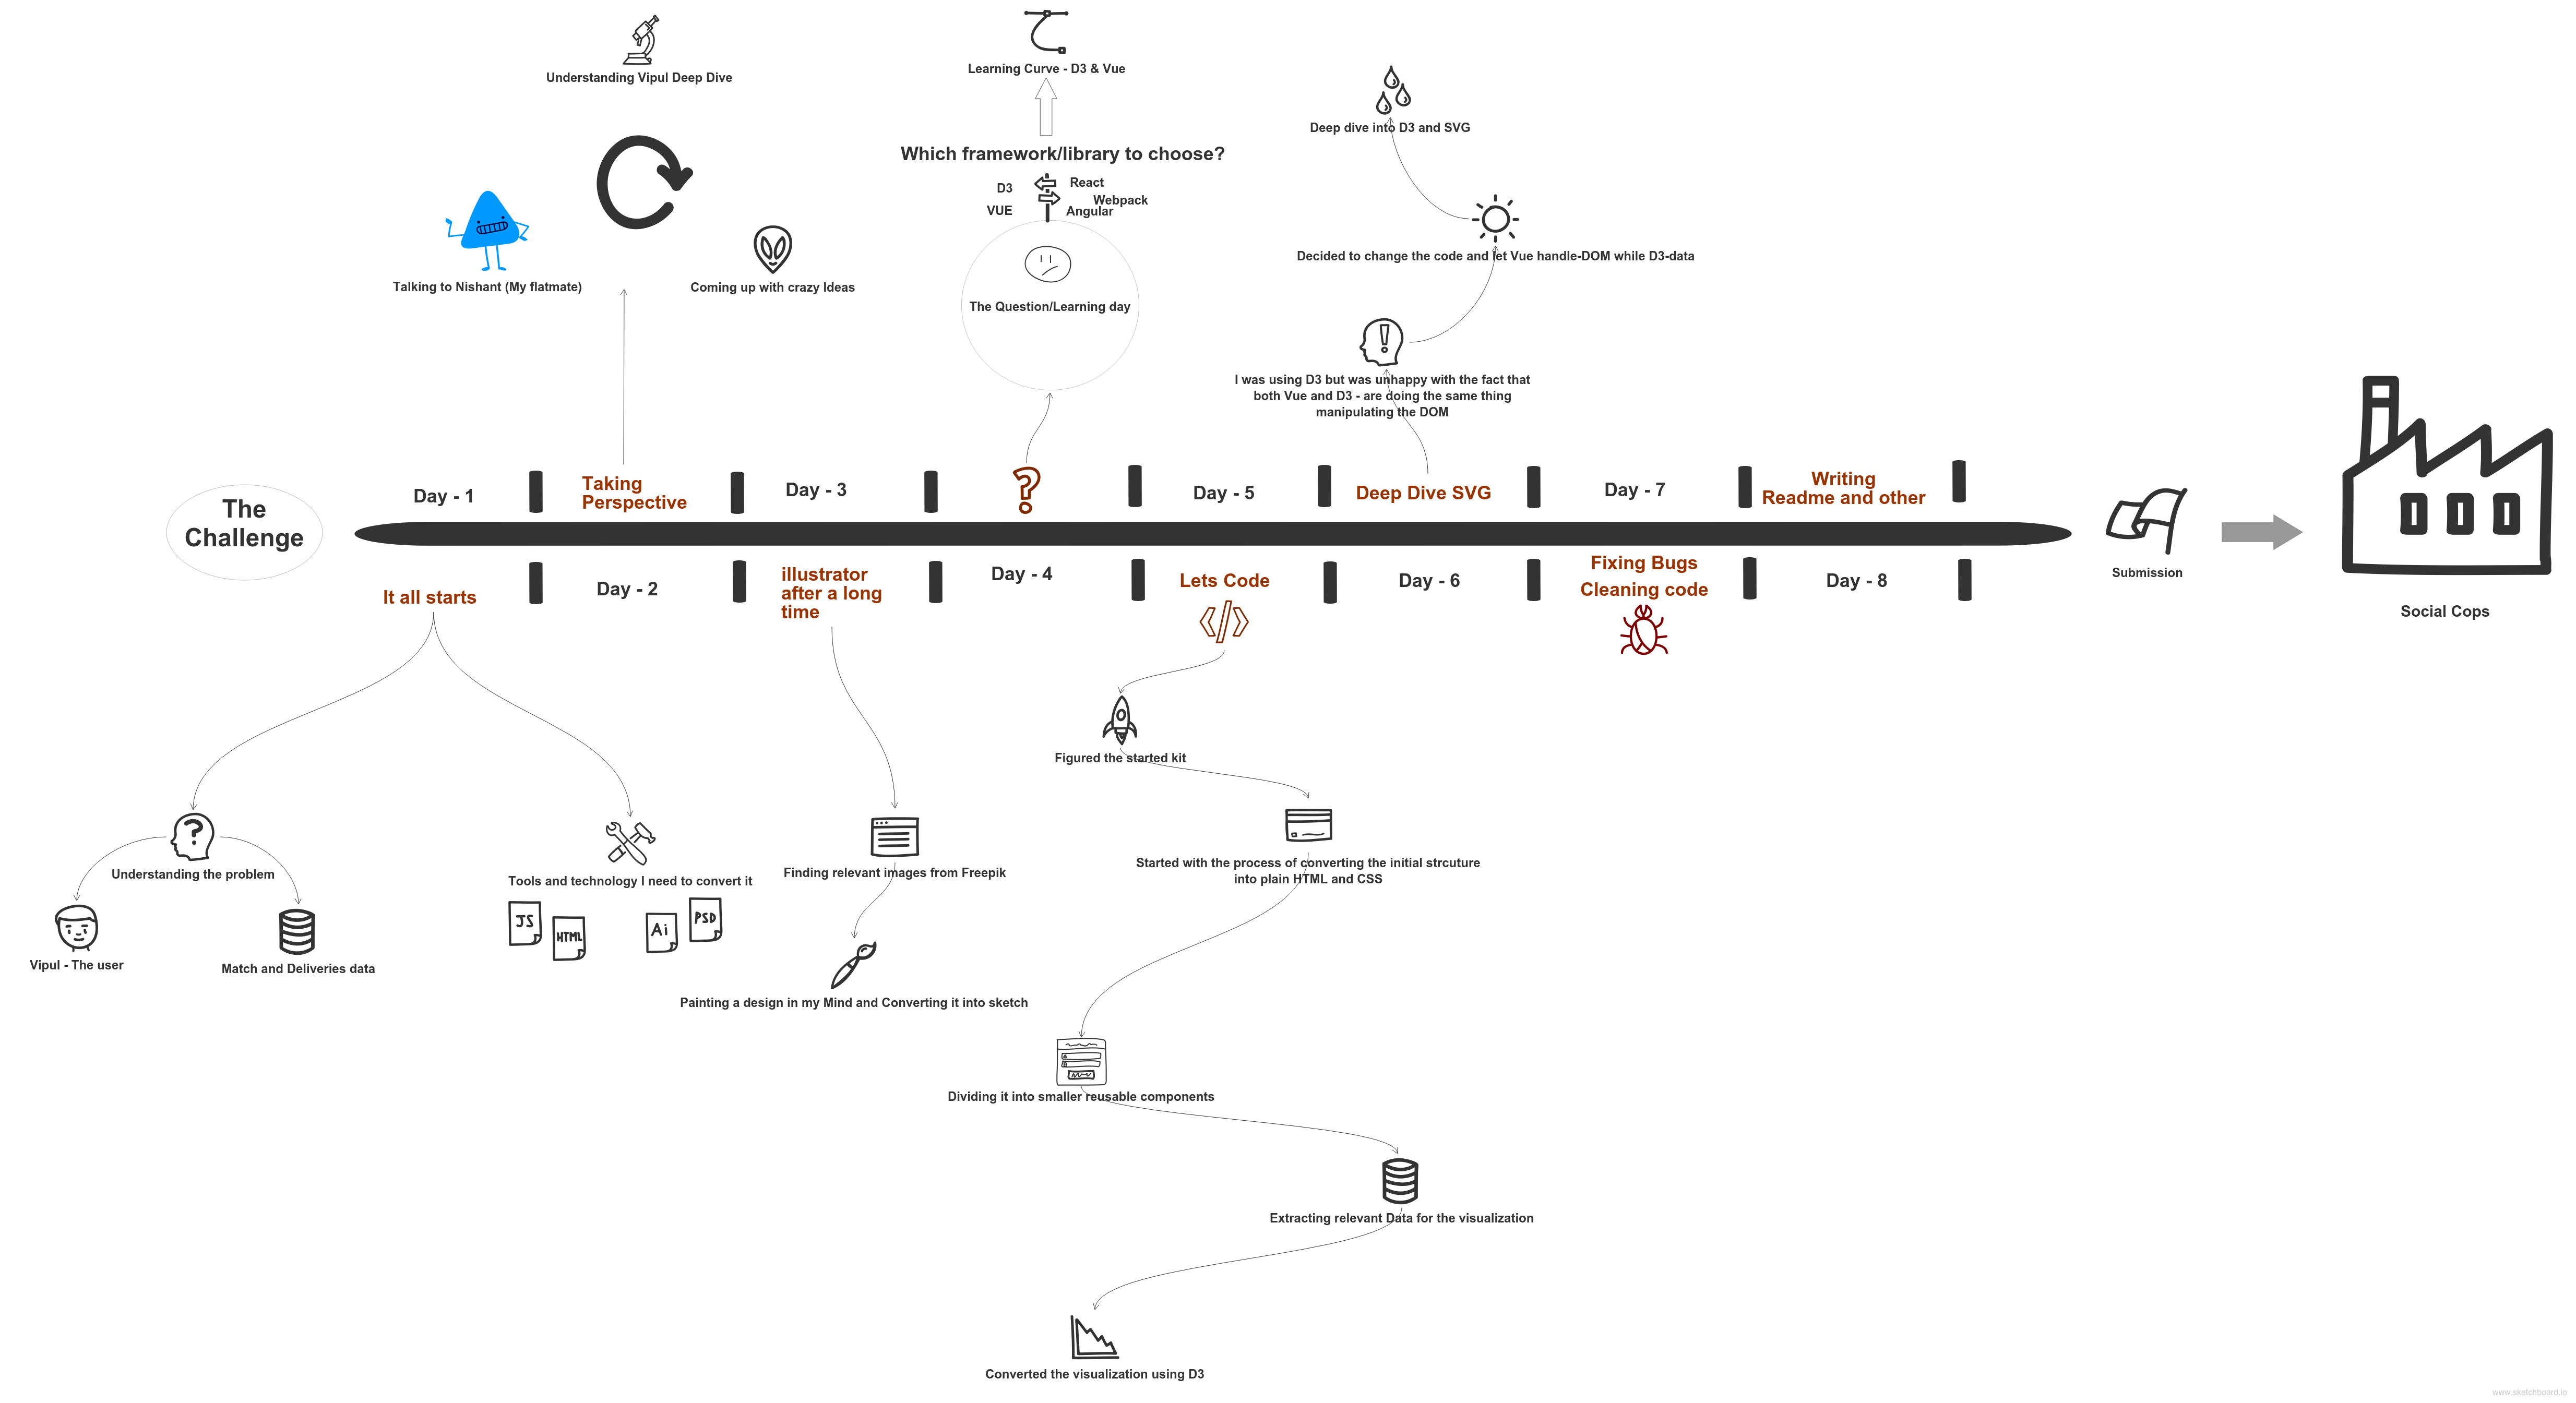 Understanding Vipul Deep Dive
Talking to Nishant (My flatmate)
Coming up with crazy Ideas
Learning Curve - D3 & Vue
Which framework/library to choose?
D3
React
Webpack
VUE
Angular
The Question/Learning day
Deep dive into D3 and SVG
Decided to change the code and let Vue handle-DOM while D3-data
I was using D3 but was unhappy with the fact that
both Vue and D3 - are doing the same thing
manipulating the DOM
The
Challenge
Day - 1
Taking
Perspective
Day - 3
Day - 5
Deep Dive SVG
Day - 7
Writing
Readme and other
It all starts
Day - 2
illustrator
after a long
time
Day - 4
Lets Code
Day - 6
Fixing Bugs
Cleaning code
Day - 8
Submission
Social Cops
Understanding the problem
Vipul - The user
Match and Deliveries data
Tools and technology I need to convert it
JS
HTML
Ai
PSD
Finding relevant images from Freepik
Painting a design in my Mind and Converting it into sketch
Figured the started kit
Started with the process of converting the initial strcuture
into plain HTML and CSS
Dividing it into smaller reusable components
Extracting relevant Data for the visualization
Converted the visualization using D3
www.sketchboard.io